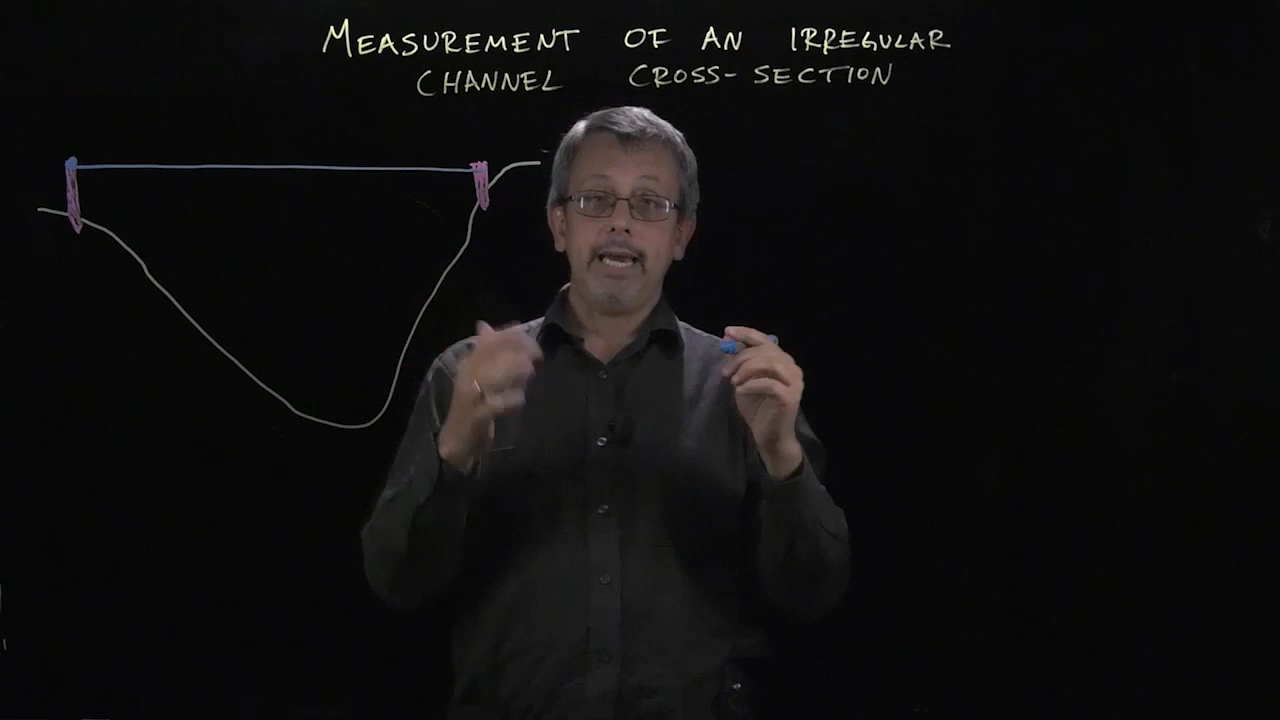 MEASUREMENT OF AN IRREGULAR
CHANNEL CROSS-SECTION